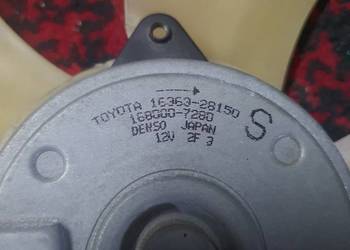 TOYOTA 16363-28150
168000-7280
DENSO JAPAN
12V 2F 3
S